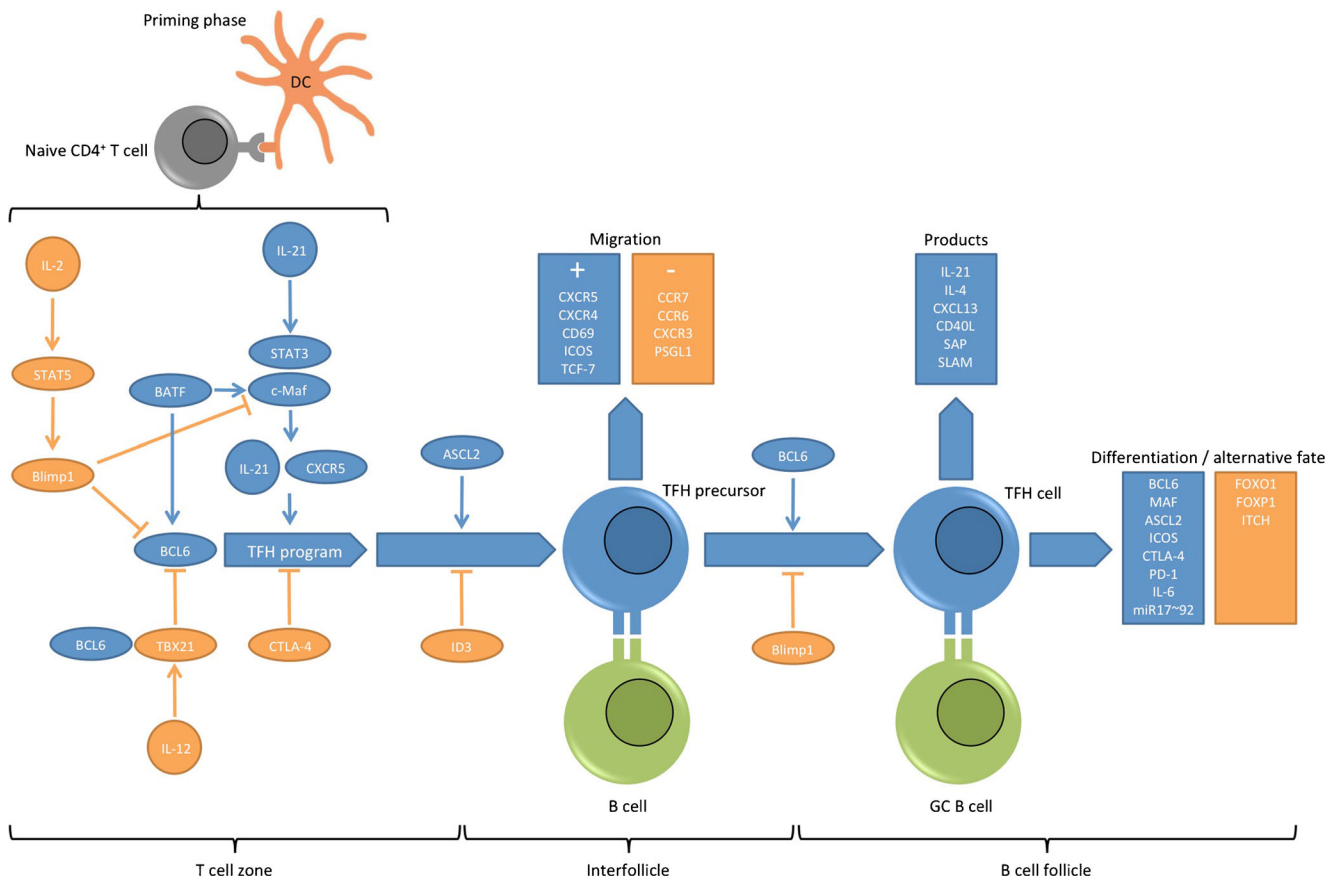 Priming phase
DC
Naive CD4⁺ T cell
IL-2
IL-21
STAT5
STAT3
BATF
c-Maf
Blimp1
IL-21
CXCR5
BCL6
TFH program
BCL6
TBX21
CTLA-4
IL-12
ASCL2
ID3
Migration
+
CXCR5
CXCR4
CD69
ICOS
TCF-7
-
CCR7
CCR6
CXCR3
PSGL1
TFH precursor
B cell
BCL6
Blimp1
Products
IL-21
IL-4
CXCL13
CD40L
SAP
SLAM
TFH cell
GC B cell
Differentiation / alternative fate
BCL6
MAF
ASCL2
ICOS
CTLA-4
PD-1
IL-6
miR17~92
FOXO1
FOXP1
ITCH
T cell zone
Interfollicle
B cell follicle